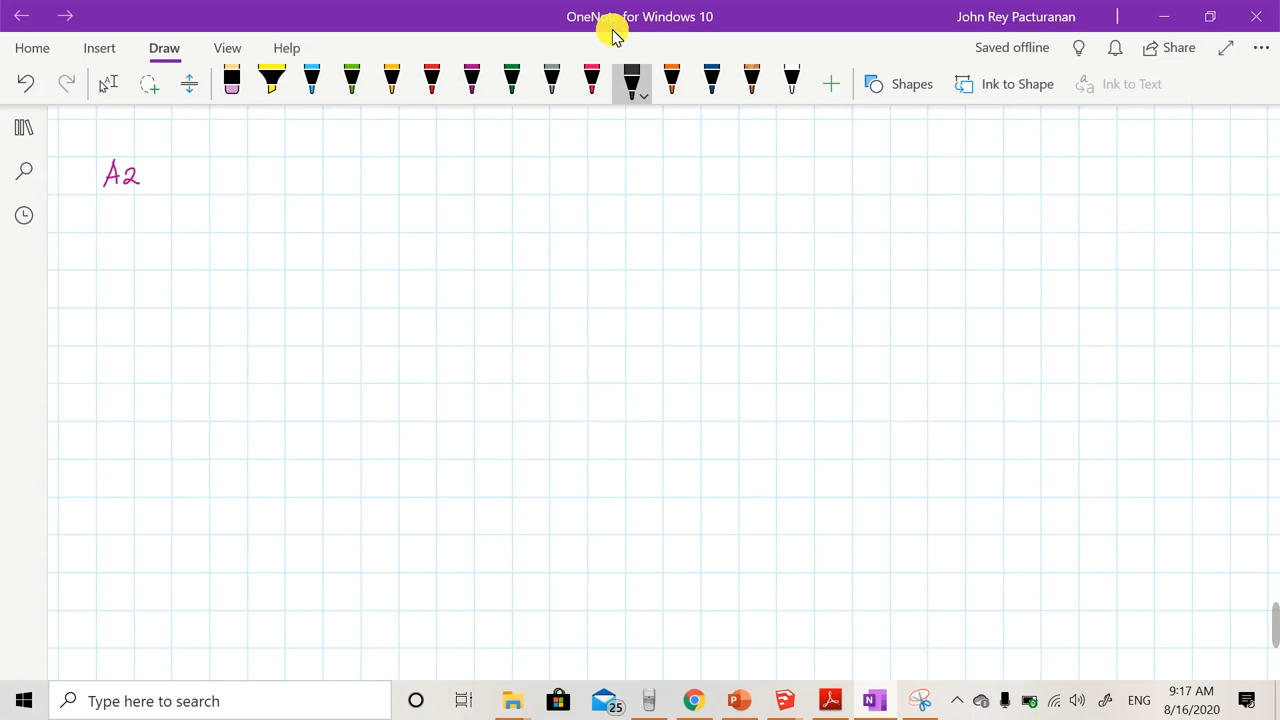 OneNote for Windows 10
John Rey Pacturanan
Home Insert Draw View Help
Saved offline
Share
Shapes
Ink to Shape
Ink to Text
A2
Type here to search
25
ENG
9:17 AM
8/16/2020